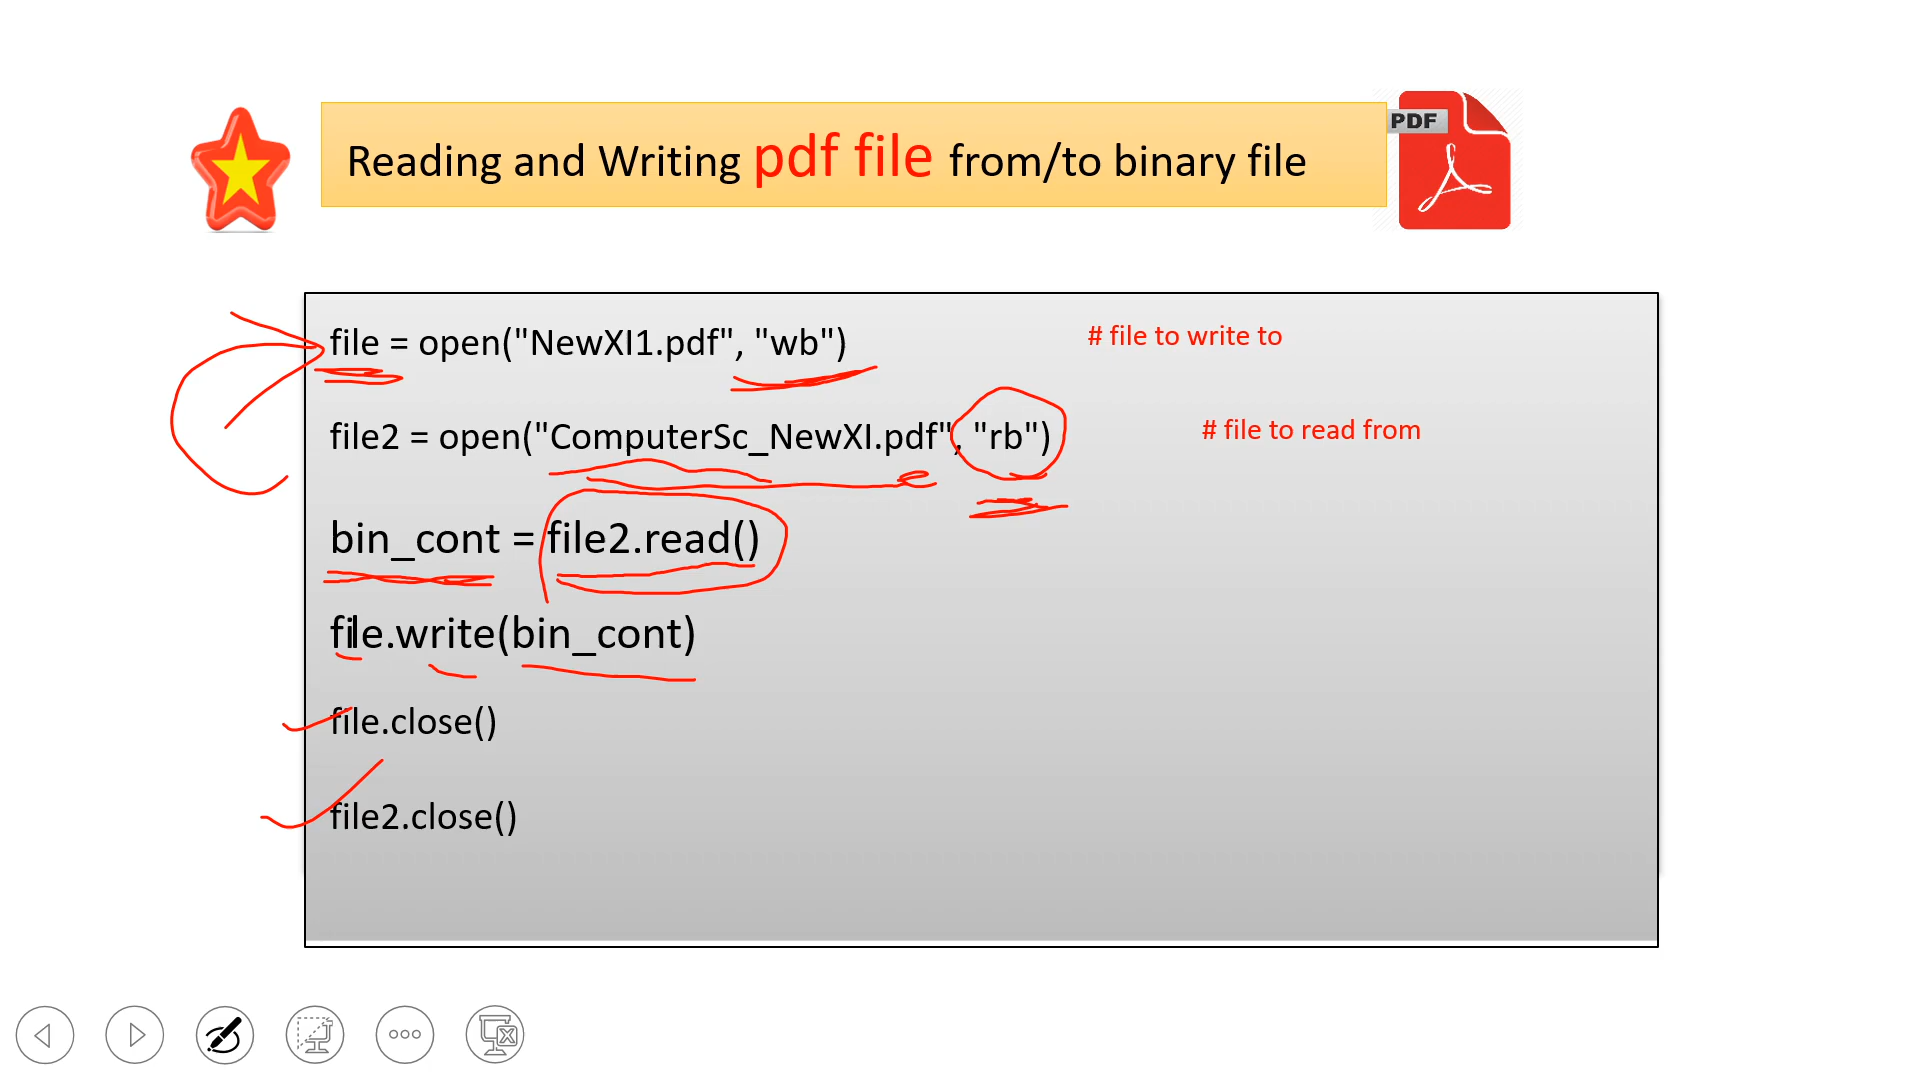 Reading and Writing pdf file from/to binary file
PDF
file = open("NewXI1.pdf", "wb") # file to write to
file2 = open("ComputerSc_NewXI.pdf", "rb") # file to read from
bin_cont = file2.read()
file.write(bin_cont)
file.close()
file2.close()